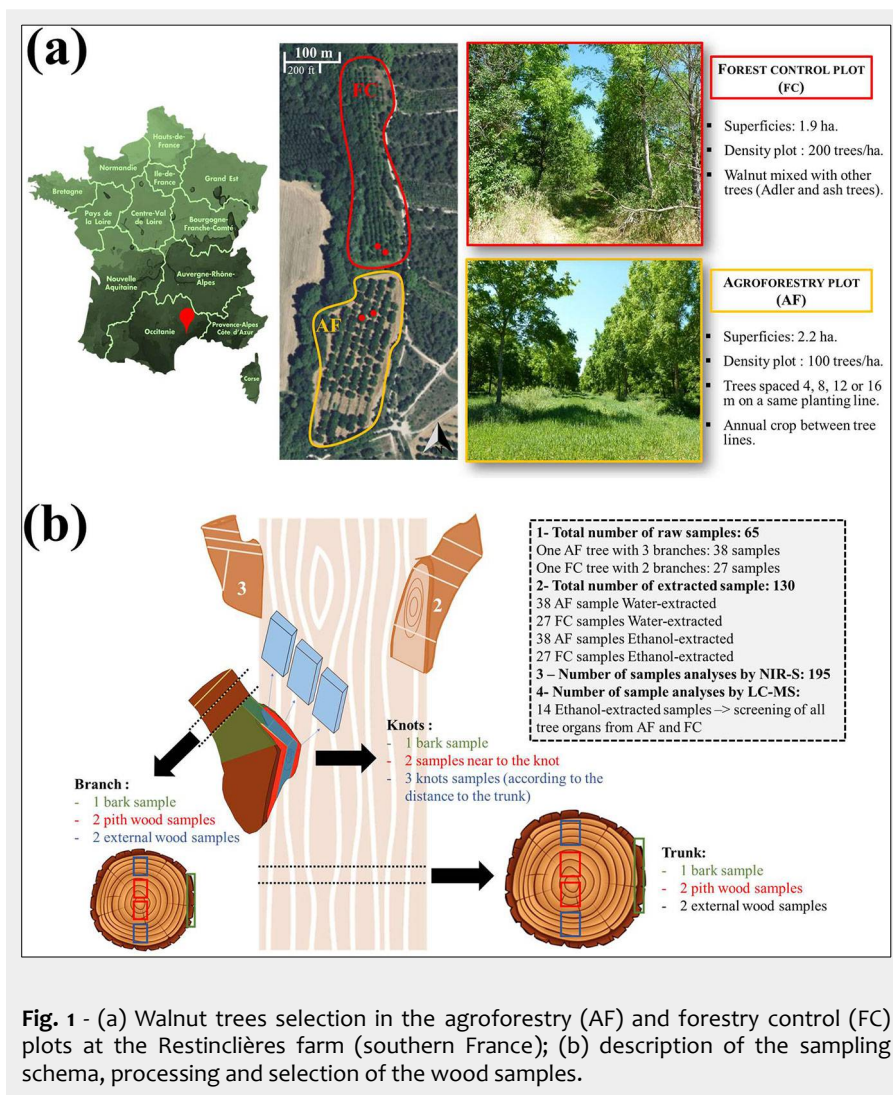 (a)
Hauts-de-
France
Normandie
Ile-de-
France
Grand Est
Bretagne
Pays de
la Loire
Centre-Val
de Loire
Bourgogne-
Franche-Comté
Nouvelle
Aquitaine
Auvergne-Rhône-
Alpes
Occitanie
Provence-Alpes
Côte d'Azur
Corse
100 m
200 ft
FC
AF
FOREST CONTROL PLOT
(FC)
▪ Superficies: 1.9 ha.
▪ Density plot : 200 trees/ha.
▪ Walnut mixed with other
trees (Adler and ash trees).
AGROFORESTRY PLOT
(AF)
▪ Superficies: 2.2 ha.
▪ Density plot : 100 trees/ha.
▪ Trees spaced 4, 8, 12 or 16
m on a same planting line.
▪ Annual crop between tree
lines.
(b)
3
2
1- Total number of raw samples: 65
One AF tree with 3 branches: 38 samples
One FC tree with 2 branches: 27 samples
2- Total number of extracted sample: 130
38 AF sample Water-extracted
27 FC samples Water-extracted
38 AF samples Ethanol-extracted
27 FC samples Ethanol-extracted
3 – Number of samples analyses by NIR-S: 195
4- Number of sample analyses by LC-MS:
14 Ethanol-extracted samples –> screening of all
tree organs from AF and FC
Knots :
- 1 bark sample
- 2 samples near to the knot
- 3 knots samples (according to the
distance to the trunk)
Branch :
- 1 bark sample
- 2 pith wood samples
- 2 external wood samples
Trunk:
- 1 bark sample
- 2 pith wood samples
- 2 external wood samples
Fig. 1 - (a) Walnut trees selection in the agroforestry (AF) and forestry control (FC)
plots at the Restinclières farm (southern France); (b) description of the sampling
schema, processing and selection of the wood samples.